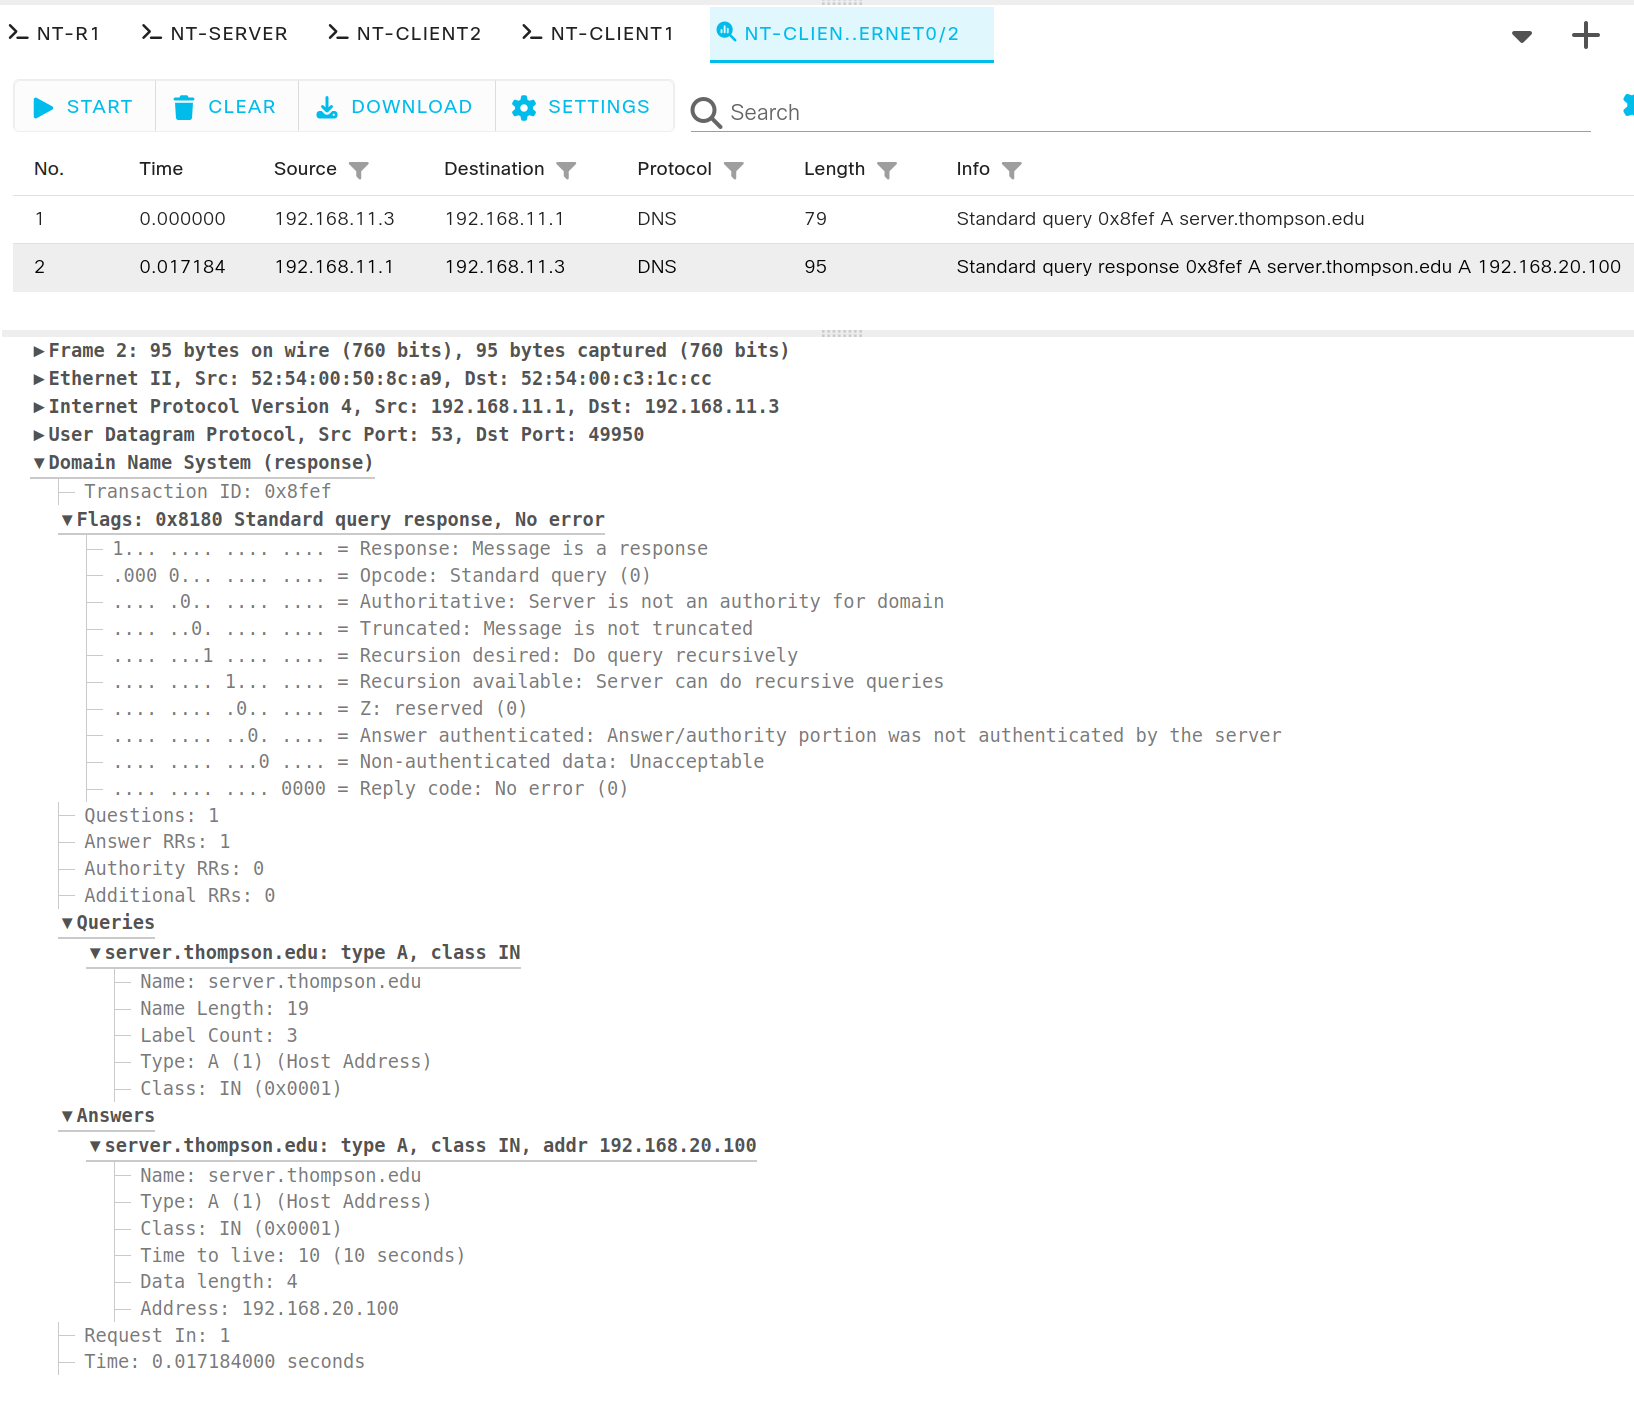 NT-R1 NT-SERVER NT-CLIENT2 NT-CLIENT1 NT-CLIEN..ERNET0/2
START CLEAR DOWNLOAD SETTINGS Search
No. Time Source Destination Protocol Length Info
1 0.000000 192.168.11.3 192.168.11.1 DNS 79 Standard query 0x8fef A server.thompson.edu
2 0.017184 192.168.11.1 192.168.11.3 DNS 95 Standard query response 0x8fef A server.thompson.edu A 192.168.20.100
Frame 2: 95 bytes on wire (760 bits), 95 bytes captured (760 bits)
Ethernet II, Src: 52:54:00:50:8c:a9, Dst: 52:54:00:c3:1c:cc
Internet Protocol Version 4, Src: 192.168.11.1, Dst: 192.168.11.3
User Datagram Protocol, Src Port: 53, Dst Port: 49950
Domain Name System (response)
Transaction ID: 0x8fef
Flags: 0x8180 Standard query response, No error
1... .... .... .... = Response: Message is a response
.000 0... .... .... = Opcode: Standard query (0)
.... .0.. .... .... = Authoritative: Server is not an authority for domain
.... ..0. .... .... = Truncated: Message is not truncated
.... ...1 .... .... = Recursion desired: Do query recursively
.... .... 1... .... = Recursion available: Server can do recursive queries
.... .... .0.. .... = Z: reserved (0)
.... .... ..0. .... = Answer authenticated: Answer/authority portion was not authenticated by the server
.... .... ...0 .... = Non-authenticated data: Unacceptable
.... .... .... 0000 = Reply code: No error (0)
Questions: 1
Answer RRs: 1
Authority RRs: 0
Additional RRs: 0
Queries
server.thompson.edu: type A, class IN
Name: server.thompson.edu
Name Length: 19
Label Count: 3
Type: A (1) (Host Address)
Class: IN (0x0001)
Answers
server.thompson.edu: type A, class IN, addr 192.168.20.100
Name: server.thompson.edu
Type: A (1) (Host Address)
Class: IN (0x0001)
Time to live: 10 (10 seconds)
Data length: 4
Address: 192.168.20.100
Request In: 1
Time: 0.017184000 seconds